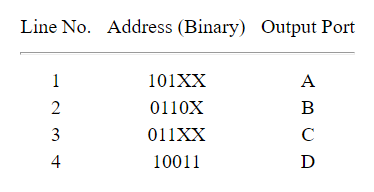 Line No. Address (Binary) Output Port
1 101XX A
2 0110X B
3 011XX C
4 10011 D